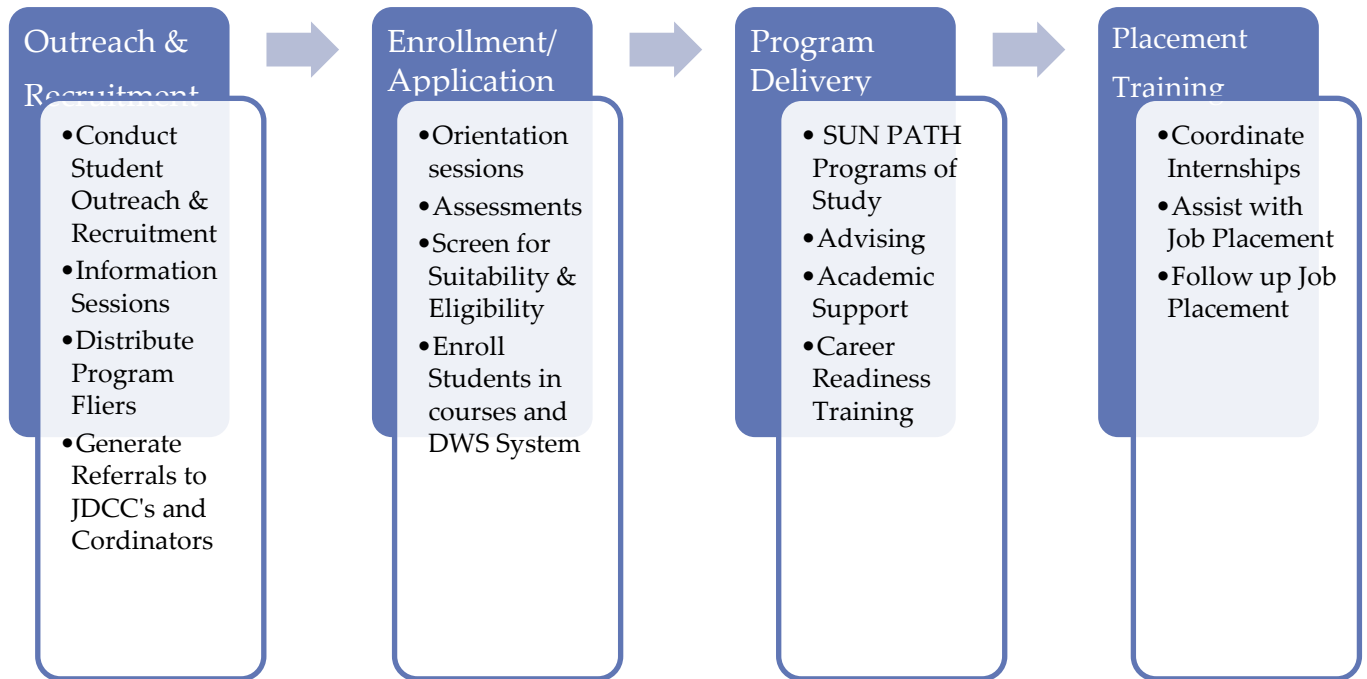 Outreach &
Recruitment
•Conduct
Student
Outreach &
Recruitment
•Information
Sessions
•Distribute
Program
Fliers
•Generate
Referrals to
JDCC's and
Cordinators
Enrollment/
Application
•Orientation
sessions
•Assessments
•Screen for
Suitability &
Eligibility
•Enroll
Students in
courses and
DWS System
Program
Delivery
• SUN PATH
Programs of
Study
•Advising
•Academic
Support
•Career
Readiness
Training
Placement
Training
•Coordinate
Internships
•Assist with
Job Placement
•Follow up Job
Placement